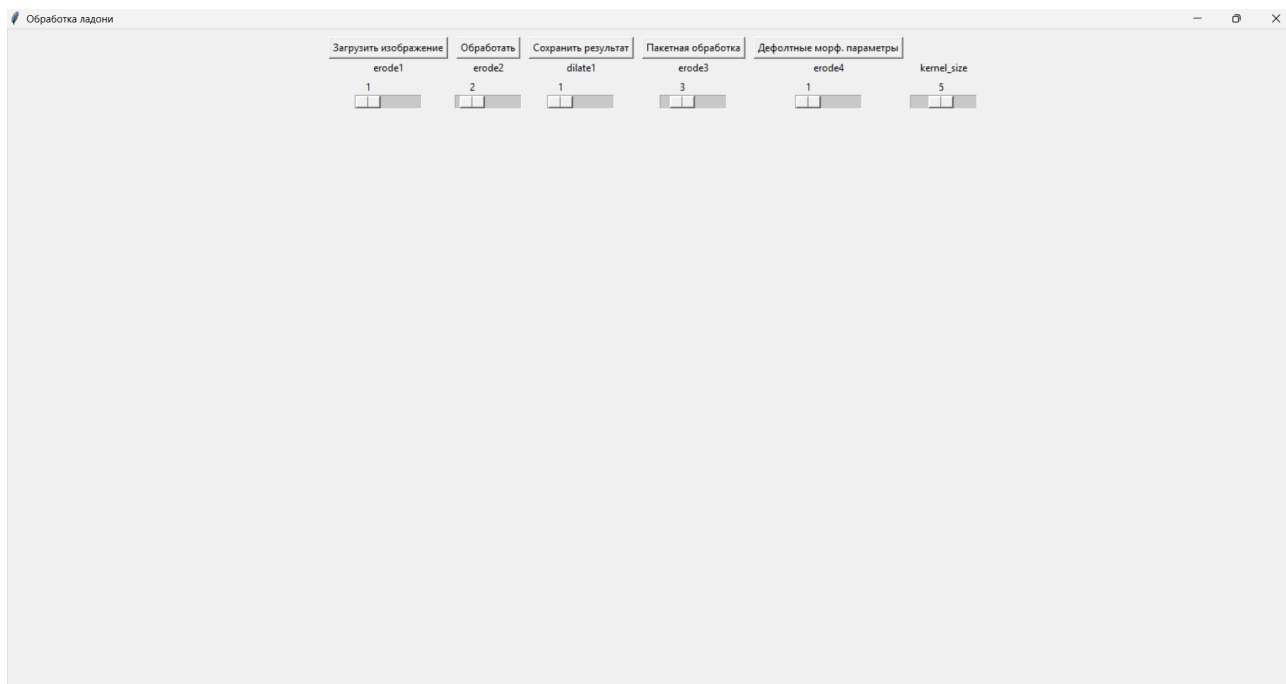 Обработка ладони
Загрузить изображение Обработать Сохранить результат Пакетная обработка Дефолтные морф. параметры
erode1 erode2 dilate1 erode3 erode4 kernel_size
1 2 1 3 1 5